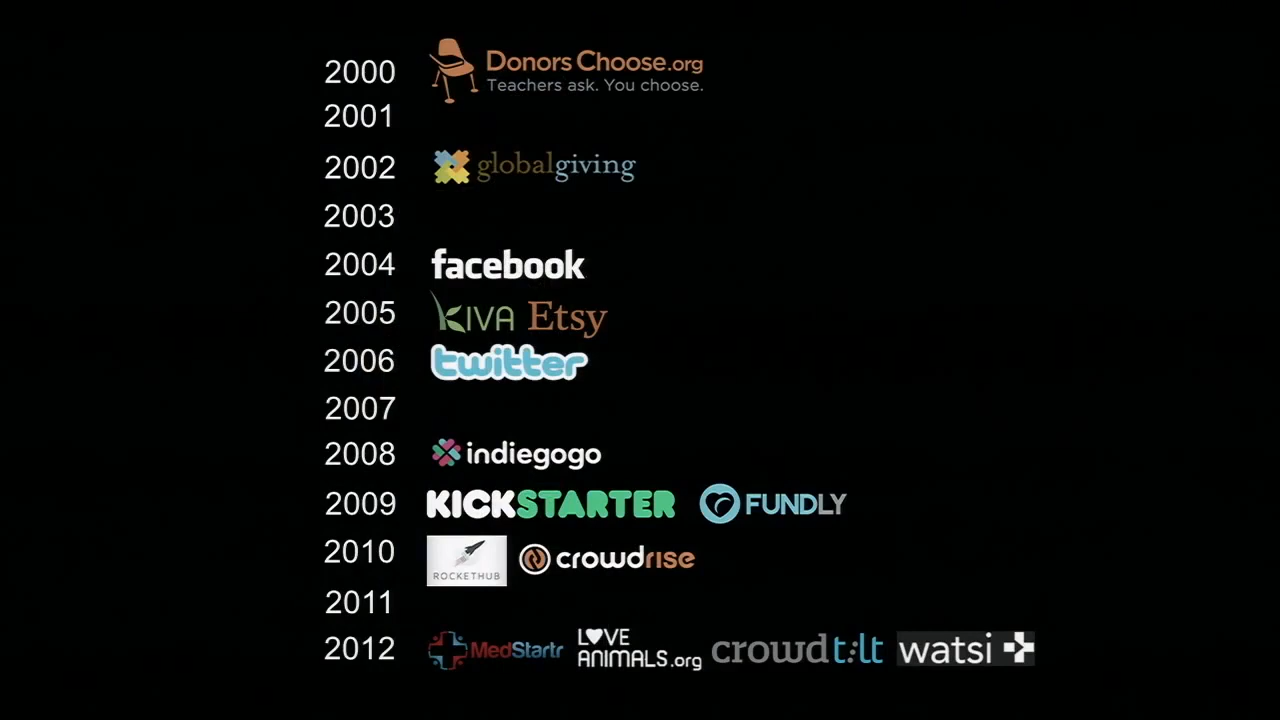 2000 DonorsChoose.org
Teachers ask. You choose.
2001
2002 globalgiving
2003
2004 facebook
2005 KIVA Etsy
2006 twitter
2007
2008 indiegogo
2009 KICKSTARTER FUNDLY
2010 ROCKETHUB crowdrise
2011
2012 MedStartr LOVE ANIMALS.org crowdtilt watsi